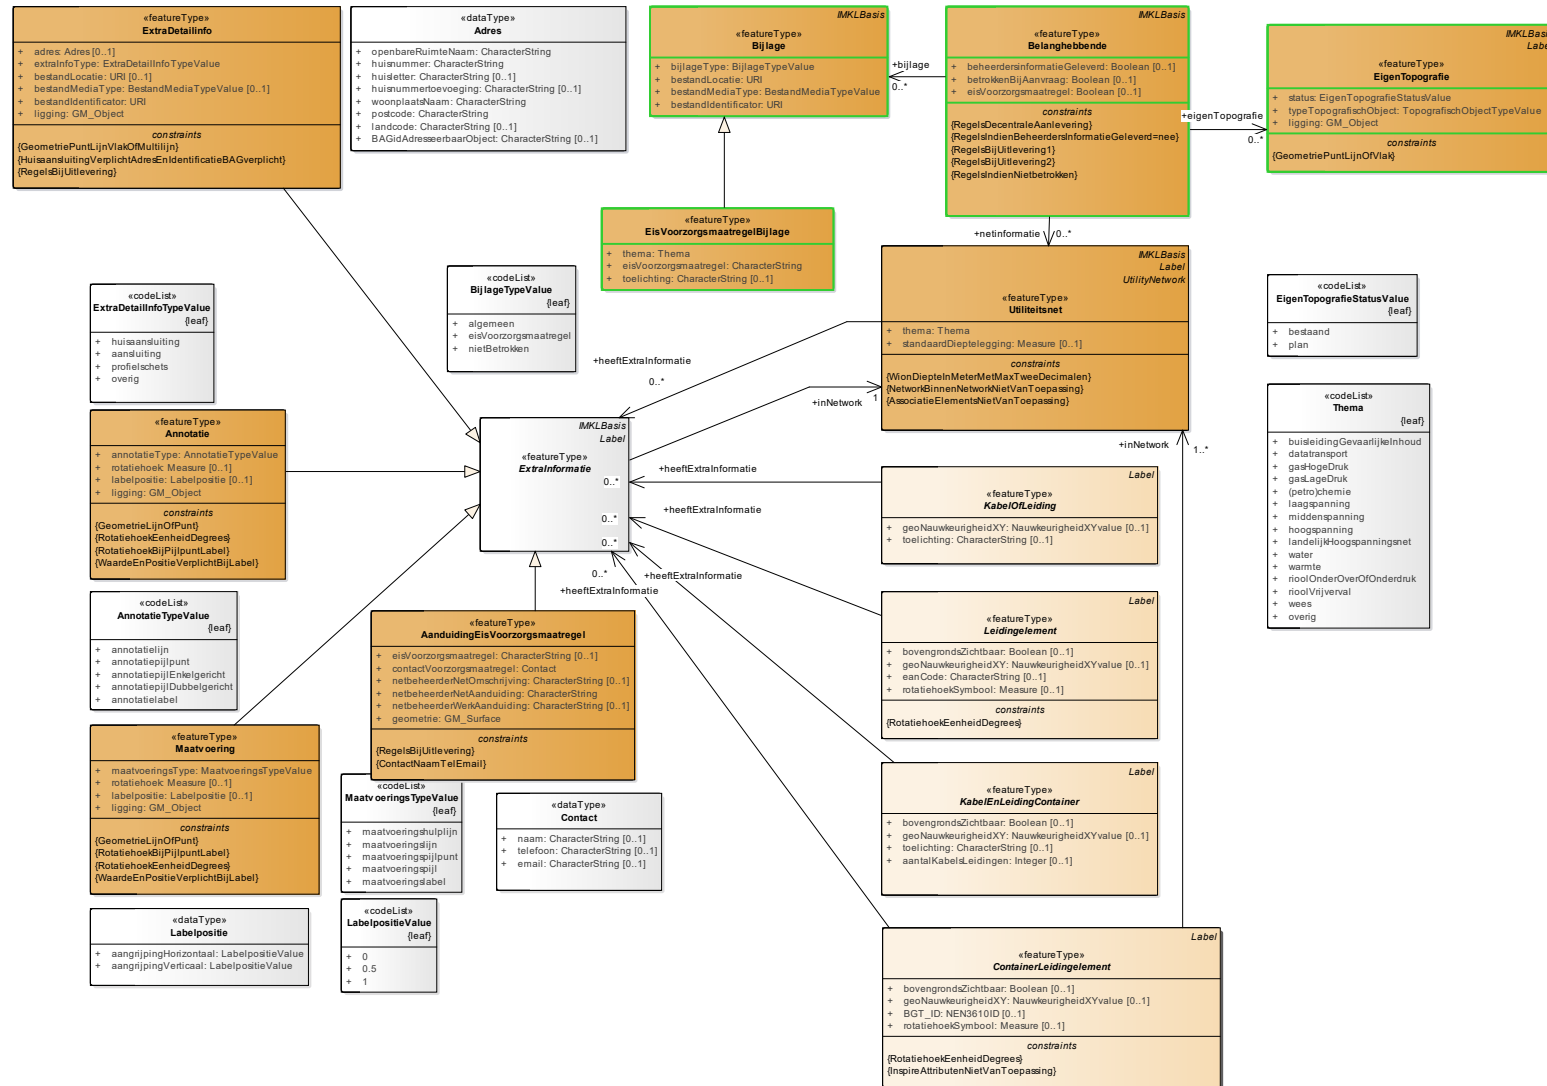 «featureType»
ExtraDetailinfo
+ adres: Adres [0..1]
+ extraInfoType: ExtraDetailInfoTypeValue
+ bestandLocatie: URI [0..1]
+ bestandMediaType: BestandMediaTypeValue [0..1]
+ bestandIdentificator: URI
+ ligging: GM_Object
constraints
{GeometriePuntLijnVlakOfMultilijn}
{HuisaansluitingVerplichtAdresEnIdentificatieBAGverplicht}
{RegelsBijUitlevering}
«dataType»
Adres
+ openbareRuimteNaam: CharacterString
+ huisnummer: CharacterString
+ huisletter: CharacterString [0..1]
+ huisnummertoevoeging: CharacterString [0..1]
+ woonplaatsNaam: CharacterString
+ postcode: CharacterString
+ landcode: CharacterString [0..1]
+ BAGidAdresseerbaarObject: CharacterString [0..1]
IMKLBasis
«featureType»
Bijlage
+ bijlageType: BijlageTypeValue
+ bestandLocatie: URI
+ bestandMediaType: BestandMediaTypeValue
+ bestandIdentificator: URI
+bijlage
0..*
IMKLBasis
«featureType»
Belanghebbende
+ beheerdersinformatieGeleverd: Boolean [0..1]
+ betrokkenBijAanvraag: Boolean [0..1]
+ eisVoorzorgsmaatregel: Boolean [0..1]
constraints
{RegelsDecentraleAanlevering}
{RegelsIndienBeheerdersInformatieGeleverd=nee}
{RegelsBijUitlevering1}
{RegelsBijUitlevering2}
{RegelsIndienNietbetrokken}
+eigenTopografie
0..*
IMKLBasis
Label
«featureType»
EigenTopografie
+ status: EigenTopografieStatusValue
+ typeTopografischObject: TopografischObjectTypeValue
+ ligging: GM_Object
constraints
{GeometriePuntLijnOfVlak}
«featureType»
EisVoorzorgsmaatregelBijlage
+ thema: Thema
+ eisVoorzorgsmaatregel: CharacterString
+ toelichting: CharacterString [0..1]
+netinformatie
0..*
IMKLBasis
Label
UtilityNetwork
«featureType»
Utiliteitsnet
+ thema: Thema
+ standaardDieptelegging: Measure [0..1]
constraints
{WionDiepteInMeterMetMaxTweeDecimalen}
{NetworkBinnenNetworkNietVanToepassing}
{AssociatieElementsNietVanToepassing}
«codeList»
ExtraDetailInfoTypeValue
{leaf}
+ huisaansluiting
+ aansluiting
+ profielschets
+ overig
«codeList»
BijlageTypeValue
{leaf}
+ algemeen
+ eisVoorzorgsmaatregel
+ nietBetrokken
«codeList»
EigenTopografieStatusValue
{leaf}
+ bestaand
+ plan
+heeftExtraInformatie
0..*
+inNetwork
1
+inNetwork
1..*
«codeList»
Thema
{leaf}
+ buisleidingGevaarlijkeInhoud
+ datatransport
+ gasHogeDruk
+ gasLageDruk
+ (petro)chemie
+ laagspanning
+ middenspanning
+ hoogspanning
+ landelijkHoogspanningsnet
+ water
+ warmte
+ rioolOnderOverOfOnderdruk
+ rioolVrijverval
+ wees
+ overig
«featureType»
Annotatie
+ annotatieType: AnnotatieTypeValue
+ rotatiehoek: Measure [0..1]
+ labelpositie: Labelpositie [0..1]
+ ligging: GM_Object
constraints
{GeometrieLijnOfPunt}
{RotatiehoekEenheidDegrees}
{RotatiehoekBijPijlpuntLabel}
{WaardeEnPositieVerplichtBijLabel}
IMKLBasis
Label
«featureType»
ExtraInformatie
0..*
0..*
0..*
0..*
+heeftExtraInformatie
+heeftExtraInformatie
+heeftExtraInformatie
+heeftExtraInformatie
Label
«featureType»
KabelOfLeiding
+ geoNauwkeurigheidXY: NauwkeurigheidXYvalue [0..1]
+ toelichting: CharacterString [0..1]
Label
«featureType»
Leidingelement
+ bovengrondsZichtbaar: Boolean [0..1]
+ geoNauwkeurigheidXY: NauwkeurigheidXYvalue [0..1]
+ eanCode: CharacterString [0..1]
+ rotatiehoekSymbool: Measure [0..1]
constraints
{RotatiehoekEenheidDegrees}
«codeList»
AnnotatieTypeValue
{leaf}
+ annotatielijn
+ annotatiepijlpunt
+ annotatiepijlEnkelgericht
+ annotatiepijlDubbelgericht
+ annotatielabel
«featureType»
AanduidingEisVoorzorgsmaatregel
+ eisVoorzorgsmaatregel: CharacterString [0..1]
+ contactVoorzorgsmaatregel: Contact
+ netbeheerderNetOmschrijving: CharacterString [0..1]
+ netbeheerderNetAanduiding: CharacterString
+ netbeheerderWerkAanduiding: CharacterString [0..1]
+ geometrie: GM_Surface
constraints
{RegelsBijUitlevering}
{ContactNaamTelEmail}
«featureType»
Maatvoering
+ maatvoeringsType: MaatvoeringsTypeValue
+ rotatiehoek: Measure [0..1]
+ labelpositie: Labelpositie [0..1]
+ ligging: GM_Object
constraints
{GeometrieLijnOfPunt}
{RotatiehoekBijPijlpuntLabel}
{RotatiehoekEenheidDegrees}
{WaardeEnPositieVerplichtBijLabel}
«codeList»
MaatvoeringsTypeValue
{leaf}
+ maatvoeringshulplijn
+ maatvoeringslijn
+ maatvoeringspijlpunt
+ maatvoeringspijl
+ maatvoeringslabel
«dataType»
Contact
+ naam: CharacterString [0..1]
+ telefoon: CharacterString [0..1]
+ email: CharacterString [0..1]
Label
«featureType»
KabelEnLeidingContainer
+ bovengrondsZichtbaar: Boolean [0..1]
+ geoNauwkeurigheidXY: NauwkeurigheidXYvalue [0..1]
+ toelichting: CharacterString [0..1]
+ aantalKabelsLeidingen: Integer [0..1]
«dataType»
Labelpositie
+ aangrijpingHorizontaal: LabelpositieValue
+ aangrijpingVerticaal: LabelpositieValue
«codeList»
LabelpositieValue
{leaf}
+ 0
+ 0.5
+ 1
Label
«featureType»
ContainerLeidingelement
+ bovengrondsZichtbaar: Boolean [0..1]
+ geoNauwkeurigheidXY: NauwkeurigheidXYvalue [0..1]
+ BGT_ID: NEN3610ID [0..1]
+ rotatiehoekSymbool: Measure [0..1]
constraints
{RotatiehoekEenheidDegrees}
{InspireAttributenNietVanToepassing}